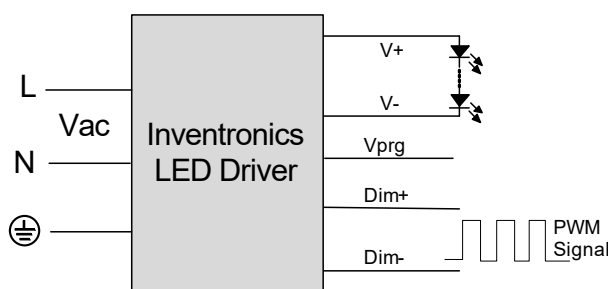 L
Vac
N
Inventronics
LED Driver
V+
V-
Vprg
Dim+
Dim-
PWM
Signal